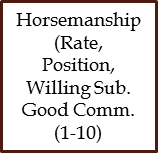 Horsemanship
(Rate,
Position,
Willing Sub.
Good Comm.
(1-10)